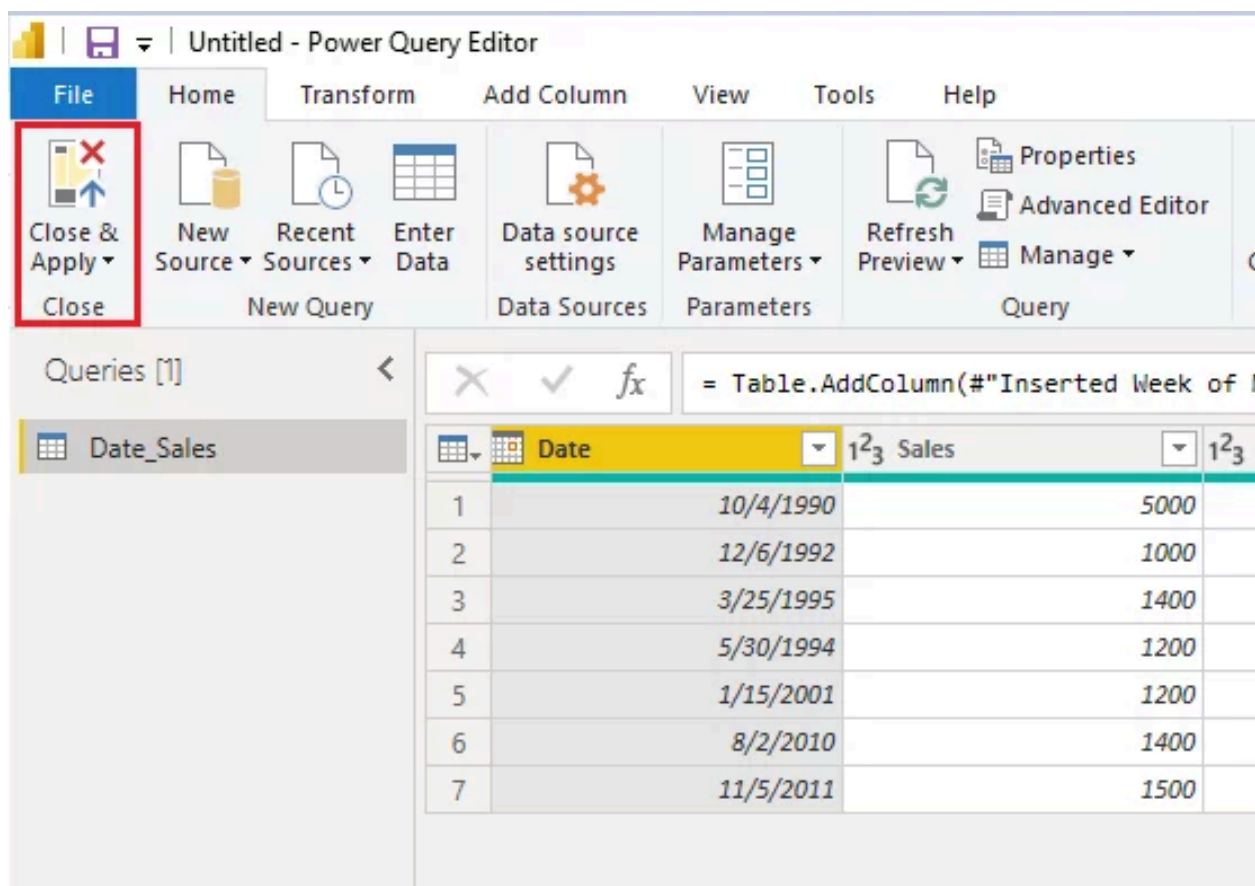 Untitled - Power Query Editor
File Home Transform Add Column View Tools Help
Close & Apply
New Source
Recent Sources
Enter Data
Data source settings
Manage Parameters
Refresh Preview
Properties
Advanced Editor
Manage
Close
New Query
Data Sources
Parameters
Query
Queries [1]
fx
= Table.AddColumn(#"Inserted Week of
Date_Sales
Date 123 Sales 123
1 10/4/1990 5000
2 12/6/1992 1000
3 3/25/1995 1400
4 5/30/1994 1200
5 1/15/2001 1200
6 8/2/2010 1400
7 11/5/2011 1500